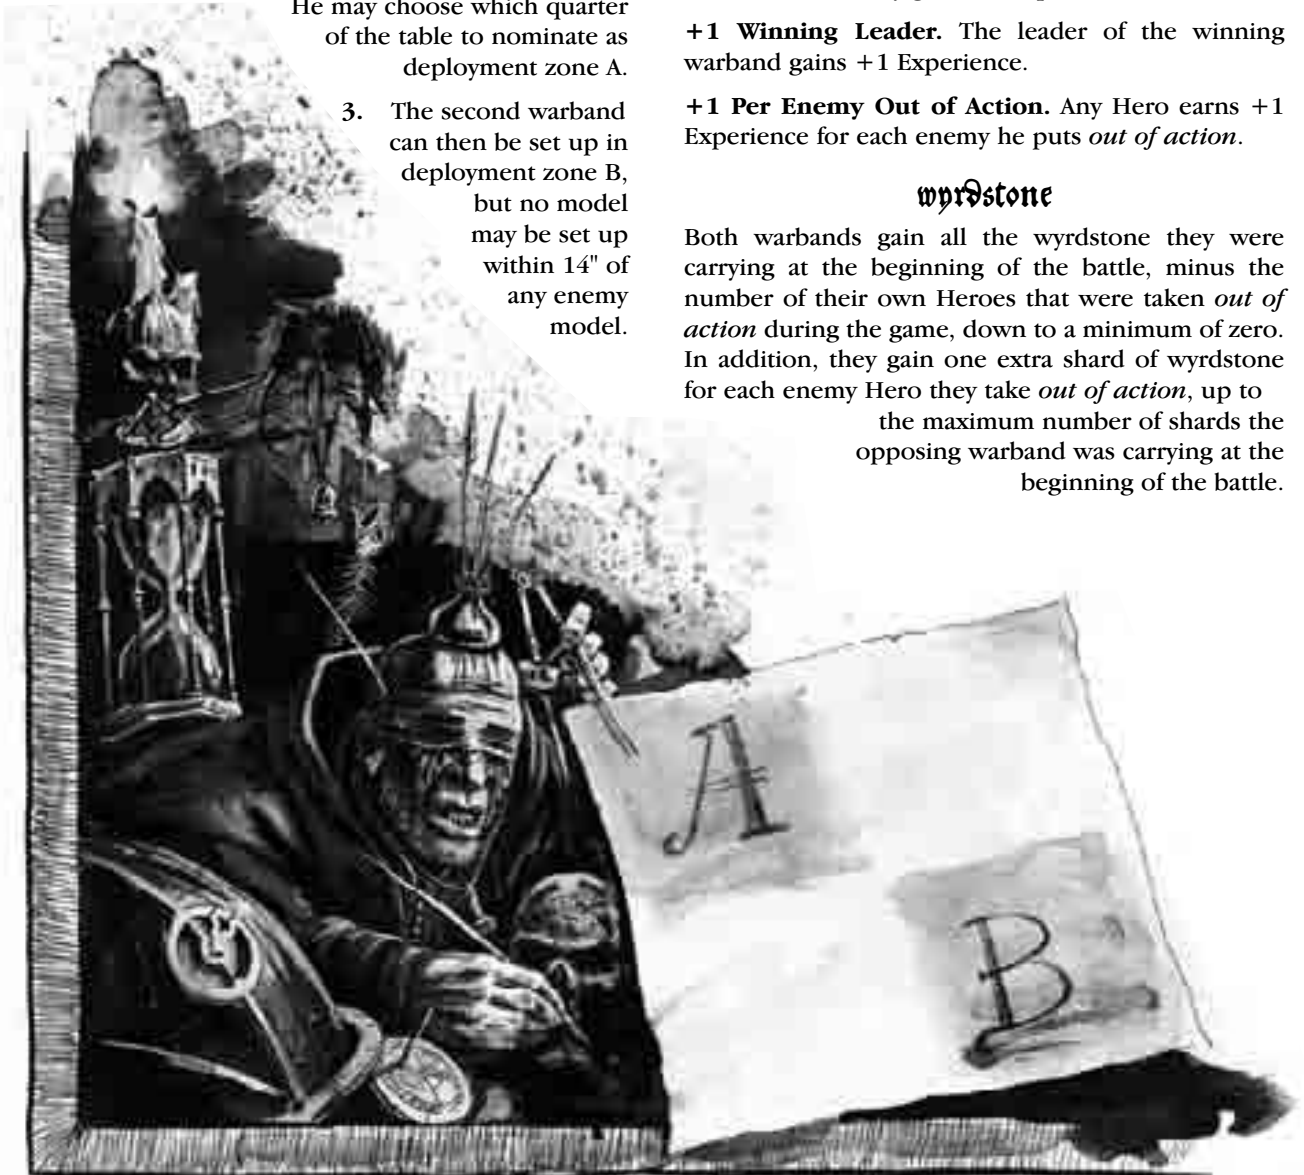 He may choose which quarter
of the table to nominate as
deployment zone A.
3. The second warband
can then be set up in
deployment zone B,
but no model
may be set up
within 14" of
any enemy
model.
+1 Winning Leader. The leader of the winning
warband gains +1 Experience.
+1 Per Enemy Out of Action. Any Hero earns +1
Experience for each enemy he puts out of action.
wyrdstone
Both warbands gain all the wyrdstone they were
carrying at the beginning of the battle, minus the
number of their own Heroes that were taken out of
action during the game, down to a minimum of zero.
In addition, they gain one extra shard of wyrdstone
for each enemy Hero they take out of action, up to
the maximum number of shards the
opposing warband was carrying at the
beginning of the battle.
A
B